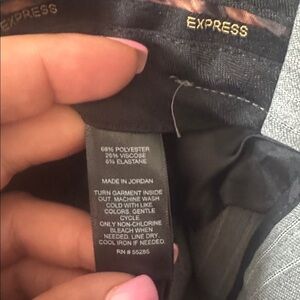 EXPRESS
EXPRESS
68% POLYESTER
26% VISCOSE
6% ELASTANE
MADE IN JORDAN
TURN GARMENT INSIDE
OUT. MACHINE WASH
COLD WITH LIKE
COLORS. GENTLE
CYCLE.
ONLY NON-CHLORINE
BLEACH WHEN
NEEDED. LINE DRY.
COOL IRON IF NEEDED.
RN # 55285